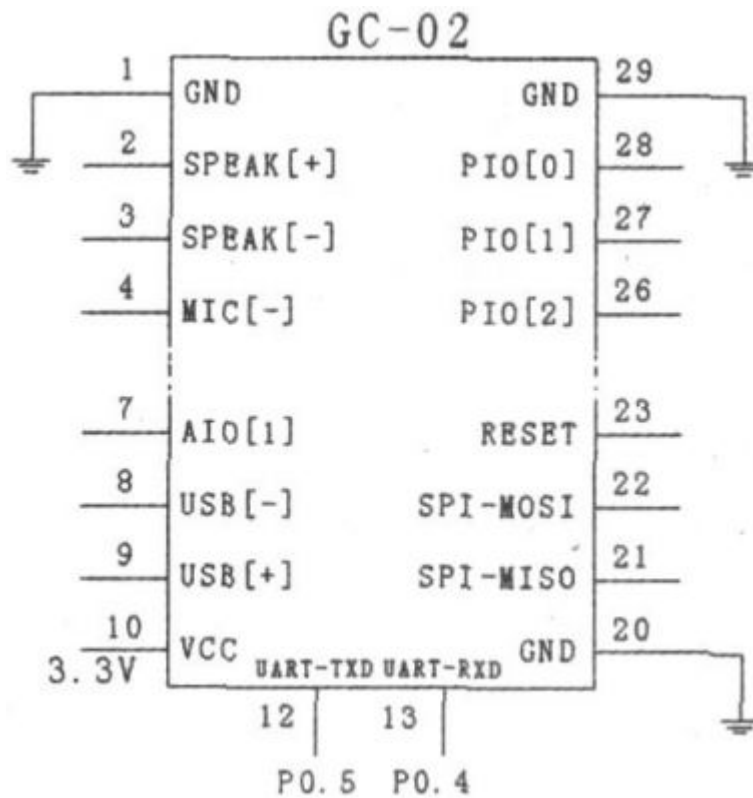 GC-02
1 GND GND 29
2 SPEAK[+] PIO[0] 28
3 SPEAK[-] PIO[1] 27
4 MIC[-] PIO[2] 26
7 AIO[1] RESET 23
8 USB[-] SPI-MOSI 22
9 USB[+] SPI-MISO 21
10 VCC GND 20
3.3V UART-TXD UART-RXD
12 13
P0.5 P0.4